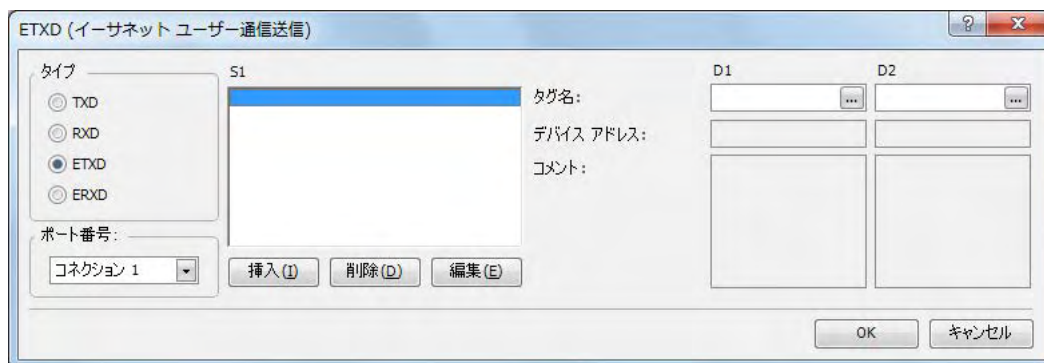 ETXD (イーサネット ユーザー通信送信)
タイプ
TXD
RXD
ETXD
ERXD
ポート番号:
コネクション 1
S1
挿入(I)
削除(D)
編集(E)
D1
D2
タグ名:
...
...
デバイス アドレス:
コメント:
OK
キャンセル